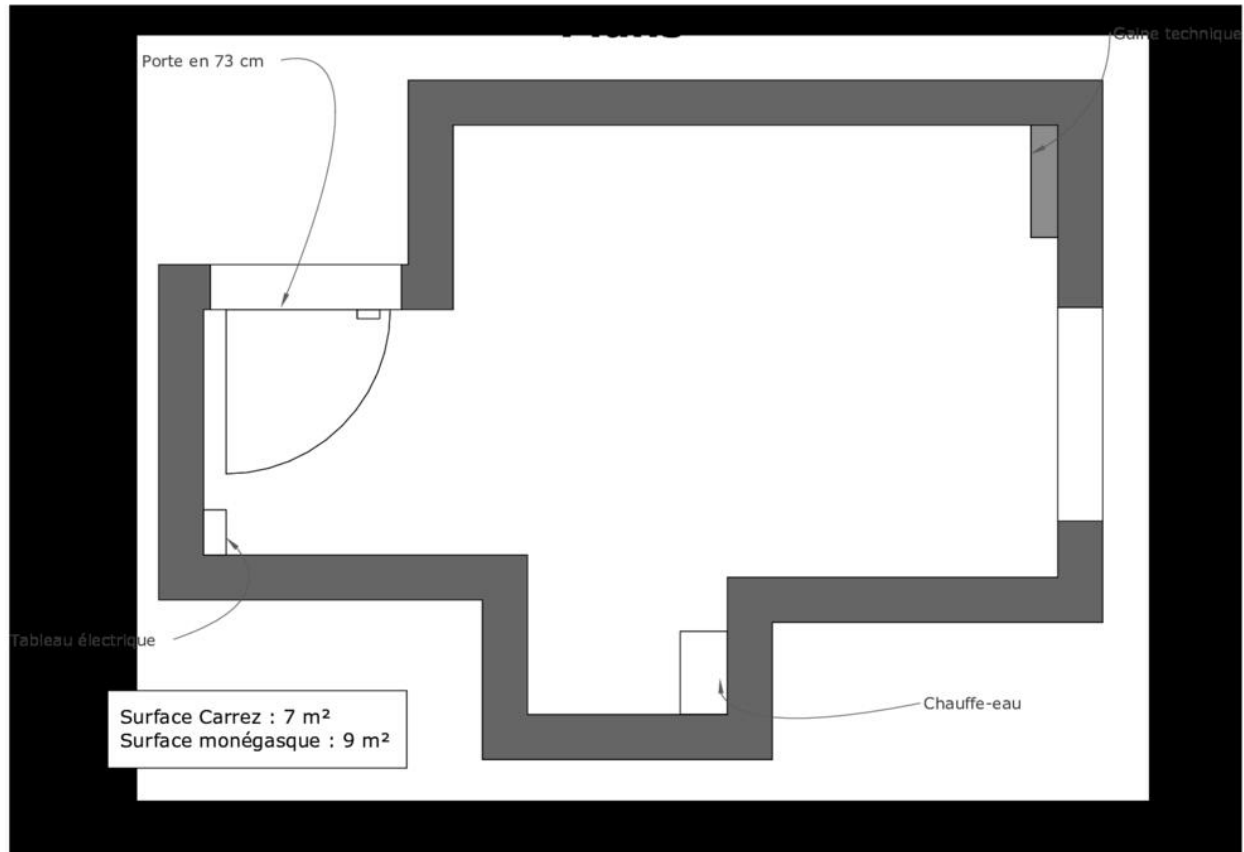 Gaine technique
Porte en 73 cm
Tableau électrique
Surface Carrez : 7 m²
Surface monégasque : 9 m²
Chauffe-eau